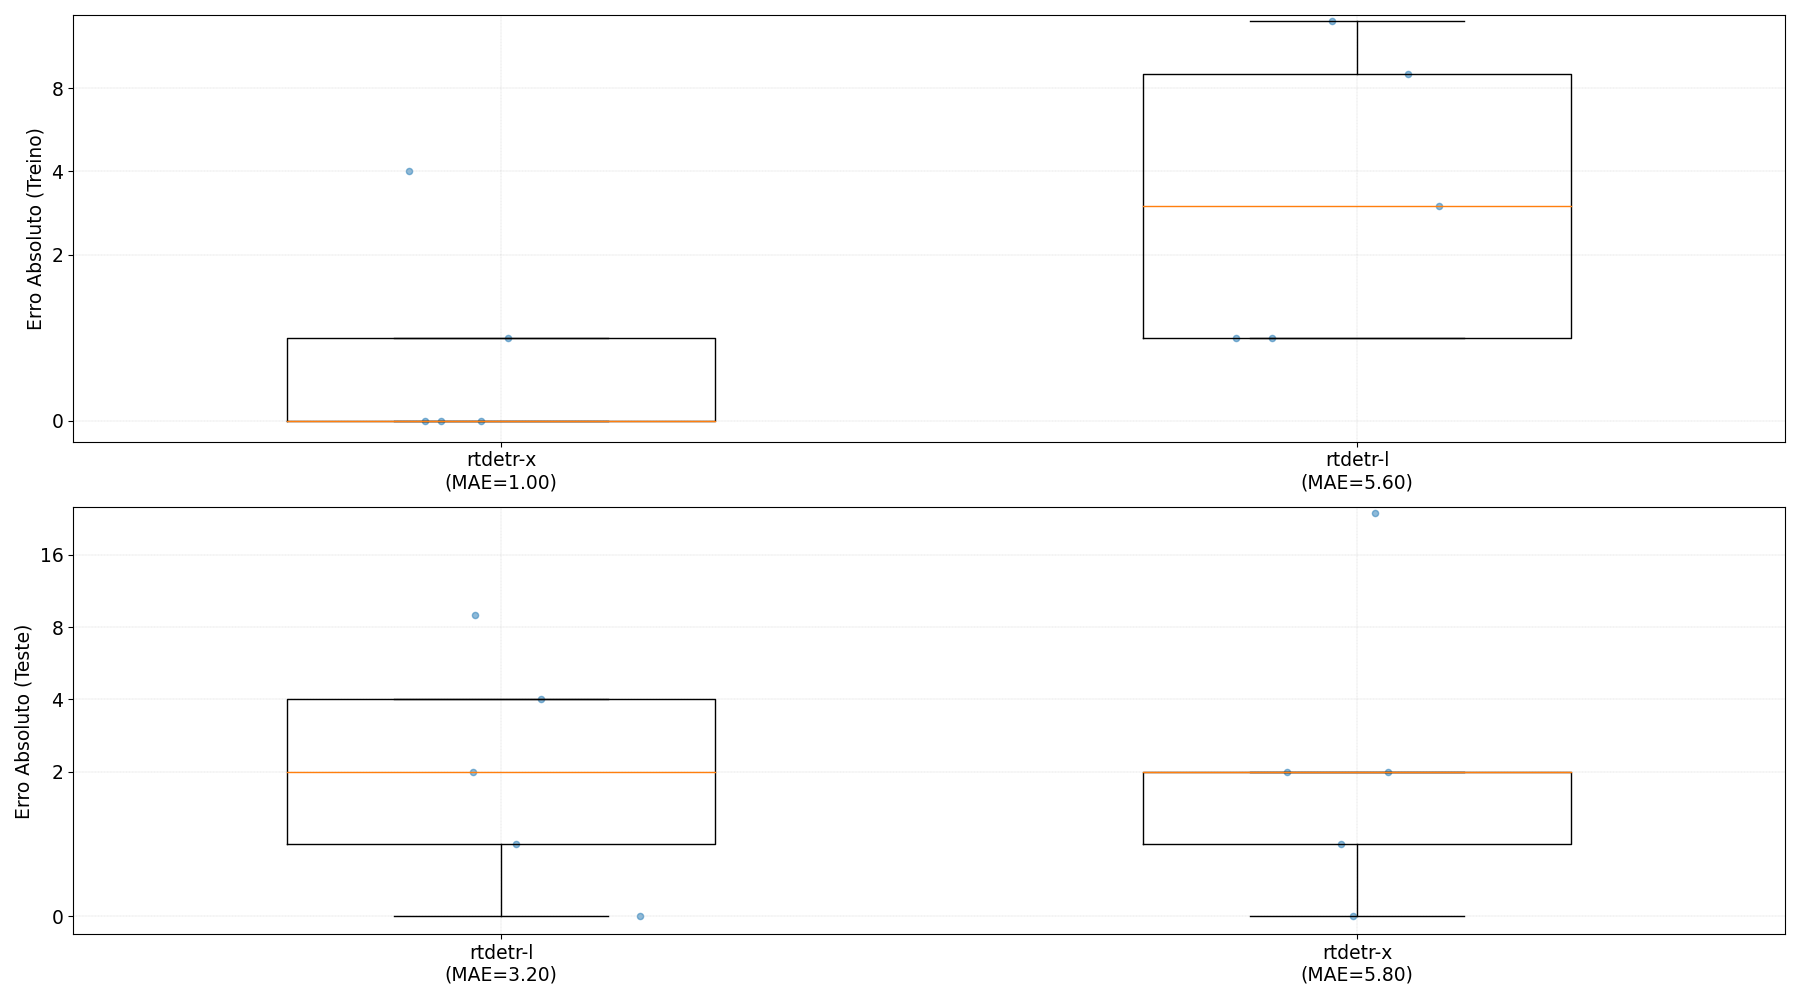 Erro Absoluto (Treino)
8
4
2
0
rtdetr-x
(MAE=1.00)
rtdetr-l
(MAE=5.60)
Erro Absoluto (Teste)
16
8
4
2
0
rtdetr-l
(MAE=3.20)
rtdetr-x
(MAE=5.80)